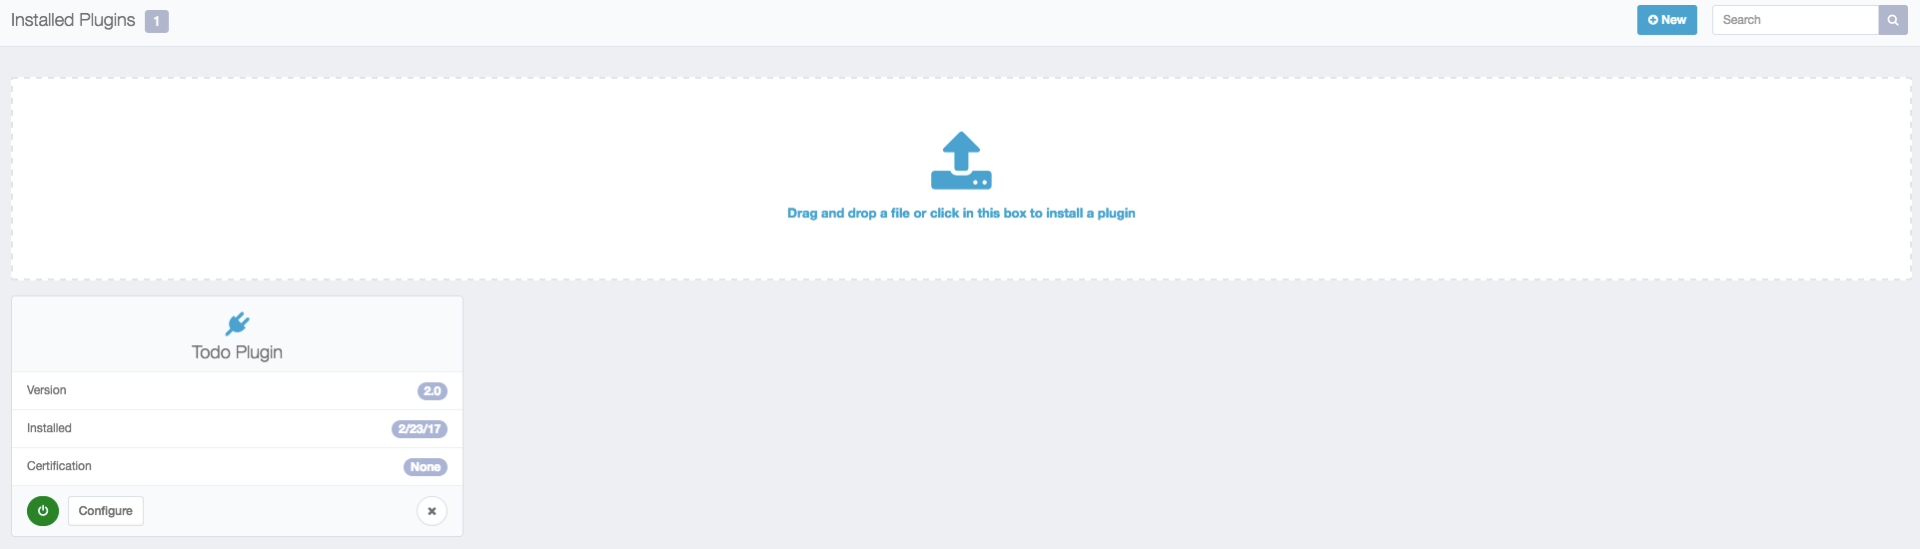 Installed Plugins 1
New
Search
Drag and drop a file or click in this box to install a plugin
Todo Plugin
Version 2.0
Installed 2/23/17
Certification None
Configure